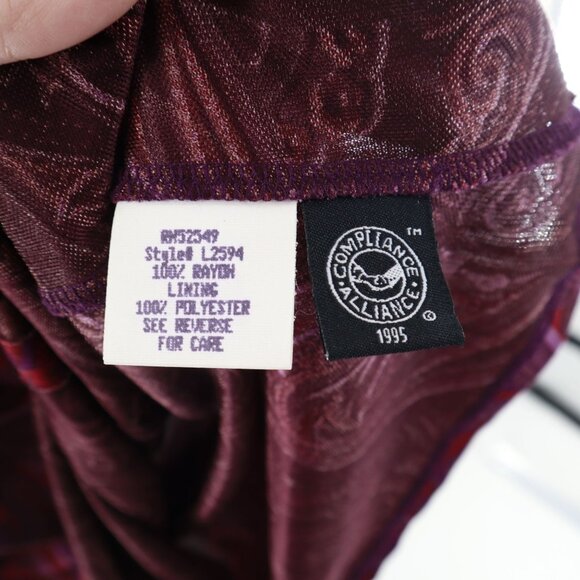 RN52549
Style# L2594
100% RAYON
LINING
100% POLYESTER
SEE REVERSE
FOR CARE
COMPLIANCE
ALLIANCE
TM
©
1995